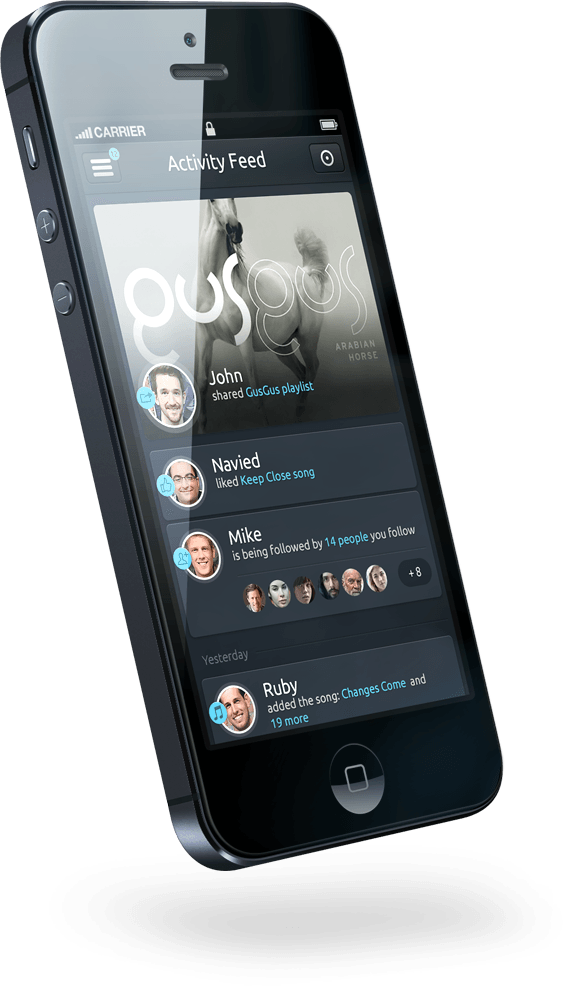 CARRIER
12
Activity Feed
gusgus
ARABIAN
HORSE
John
shared GusGus playlist
Navied
liked Keep Close song
Mike
is being followed by 14 people you follow
+ 8
Yesterday
Ruby
added the song: Changes Come and
19 more